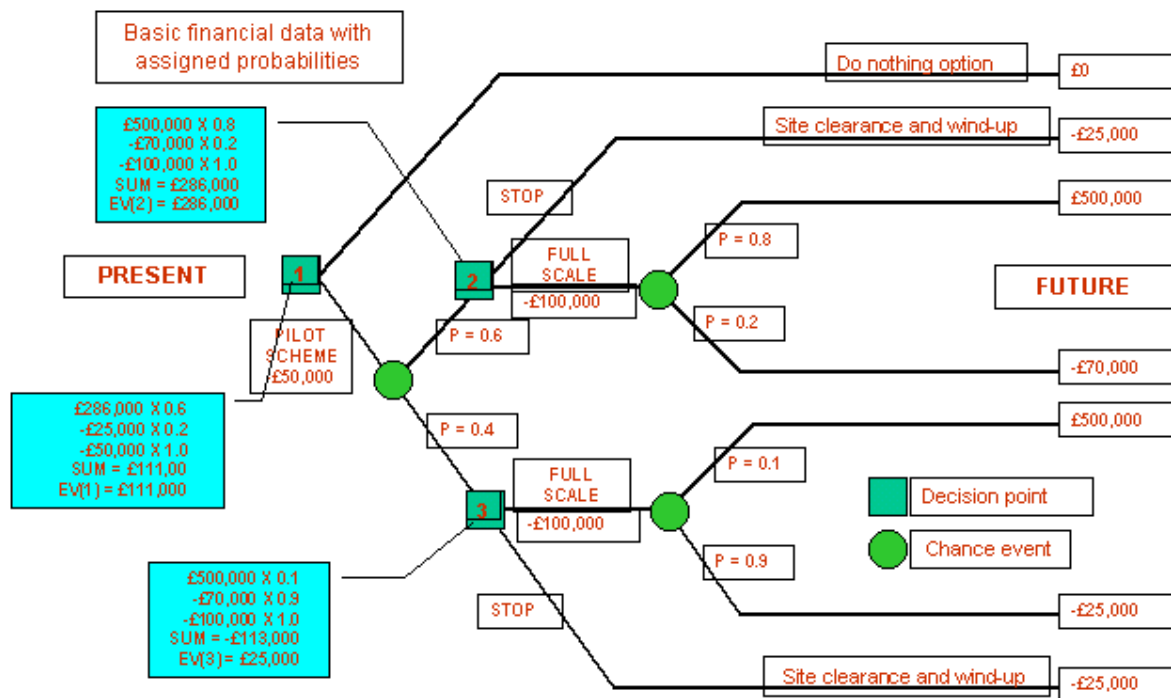 Basic financial data with
assigned probabilities
Do nothing option
£0
£500,000 X 0.8
-£70,000 X 0.2
-£100,000 X 1.0
SUM = £286,000
EV(2) = £286,000
Site clearance and wind-up
-£25,000
STOP
£500,000
P = 0.8
FULL
SCALE
-£100,000
PRESENT
1
2
FUTURE
P = 0.2
PILOT
SCHEME
-£50,000
P = 0.6
-£70,000
£286,000 X 0.6
-£25,000 X 0.2
-£50,000 X 1.0
SUM = £111,00
EV(1) = £111,000
P = 0.4
£500,000
P = 0.1
FULL
SCALE
-£100,000
3
Decision point
Chance event
P = 0.9
£500,000 X 0.1
-£70,000 X 0.9
-£100,000 X 1.0
SUM = -£113,000
EV(3) = £25,000
STOP
-£25,000
Site clearance and wind-up
-£25,000